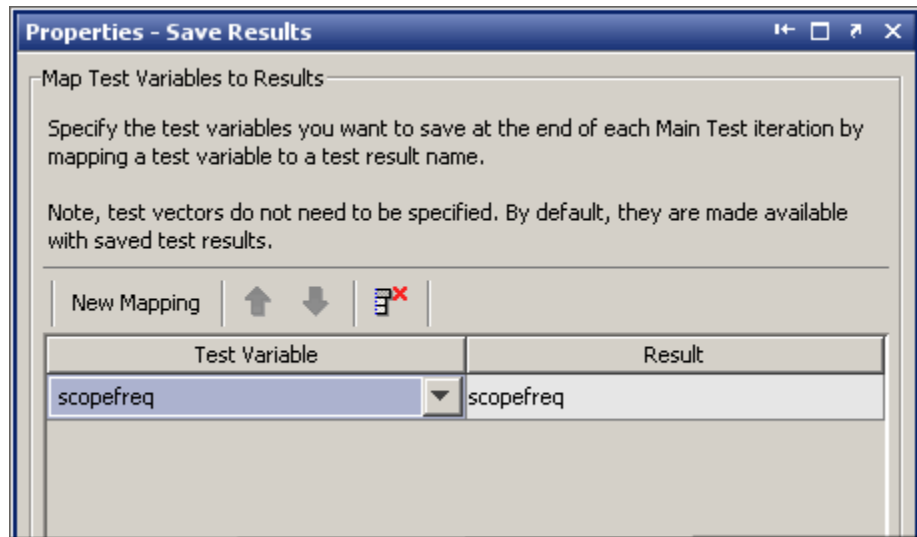 Properties - Save Results
Map Test Variables to Results
Specify the test variables you want to save at the end of each Main Test iteration by
mapping a test variable to a test result name.
Note, test vectors do not need to be specified. By default, they are made available
with saved test results.
New Mapping
Test Variable Result
scopefreq scopefreq